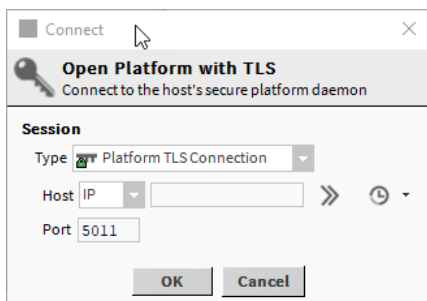 Connect
Open Platform with TLS
Connect to the host's secure platform daemon
Session
Type Platform TLS Connection
Host IP
Port 5011
OK Cancel